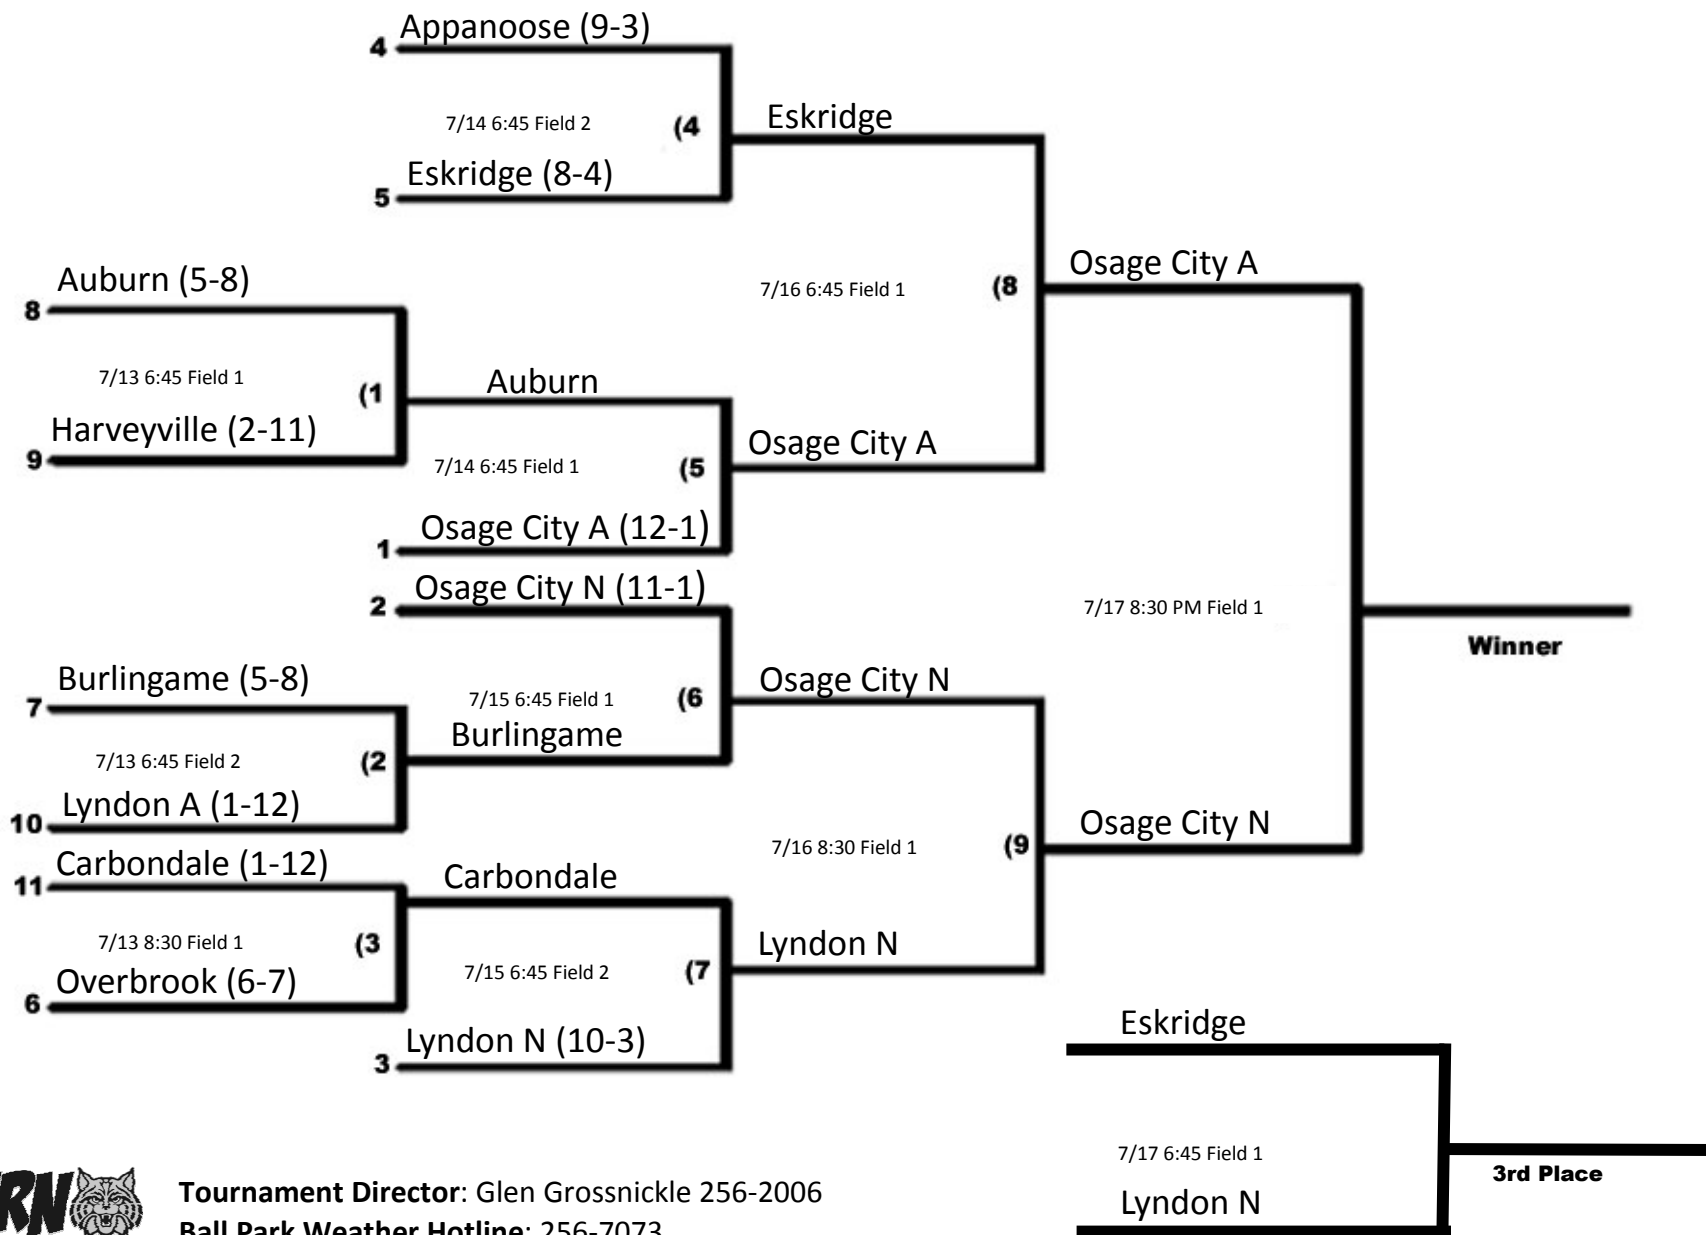 Appanoose (9-3)
4
7/14 6:45 Field 2
(4
Eskridge
Eskridge (8-4)
5
Auburn (5-8)
8
7/16 6:45 Field 1
(8
Osage City A
7/13 6:45 Field 1
(1
Auburn
Harveyville (2-11)
9
7/14 6:45 Field 1
(5
Osage City A
Osage City A (12-1)
1
Osage City N (11-1)
2
7/17 8:30 PM Field 1
Winner
Burlingame (5-8)
7
7/15 6:45 Field 1
(6
Osage City N
Burlingame
7/13 6:45 Field 2
(2
Lyndon A (1-12)
10
Osage City N
Carbondale (1-12)
11
Carbondale
7/16 8:30 Field 1
(9
7/13 8:30 Field 1
(3
Lyndon N
Overbrook (6-7)
6
7/15 6:45 Field 2
(7
Lyndon N (10-3)
3
Eskridge
7/17 6:45 Field 1
3rd Place
Lyndon N
Tournament Director: Glen Grossnickle 256-2006
Ball Park Weather Hotline: 256-7073